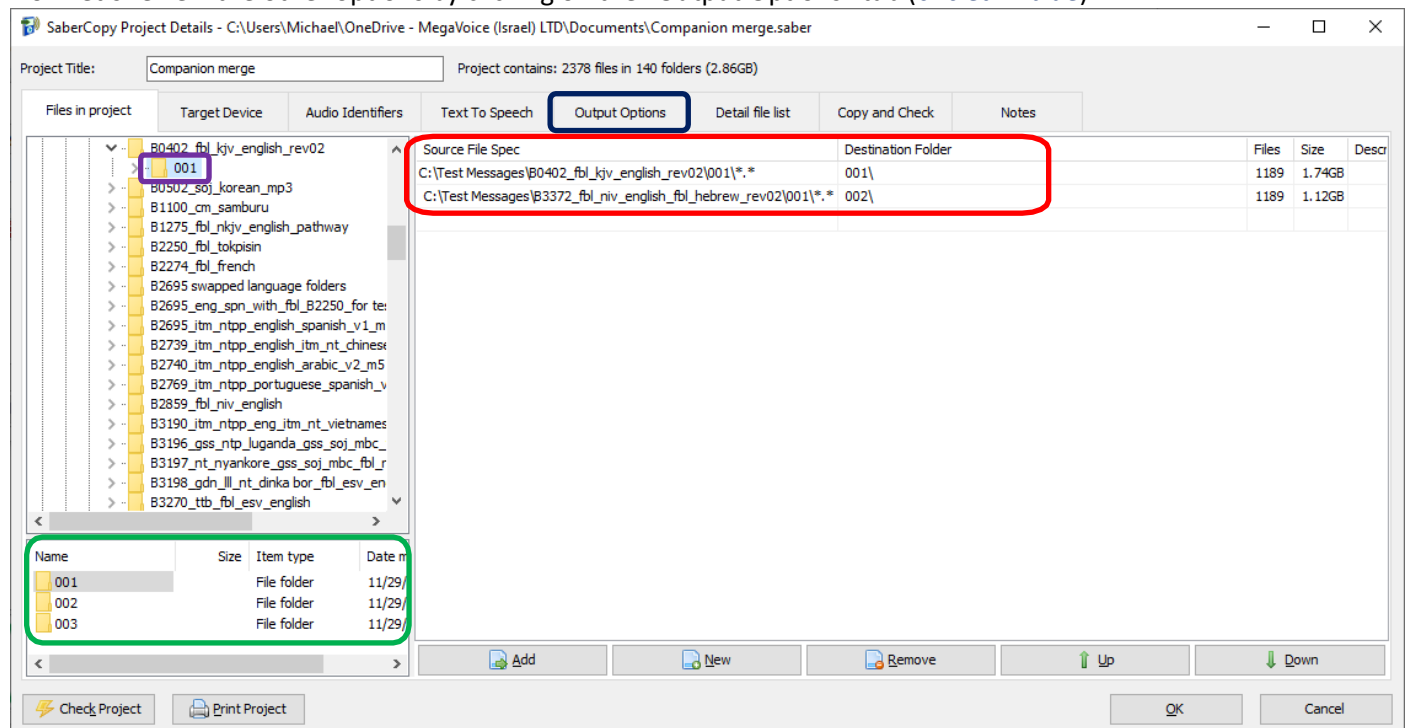 SaberCopy Project Details - C:\Users\Michael\OneDrive - MegaVoice (Israel) LTD\Documents\Companion merge.saber
Project Title: Companion merge Project contains: 2378 files in 140 folders (2.86GB)
Files in project Target Device Audio Identifiers Text To Speech Output Options Detail file list Copy and Check Notes
B0402_fbl_kjv_english_rev02
001
B0502_soj_korean_mp3
B1100_cm_samburu
B1275_fbl_nkjv_english_pathway
B2250_fbl_tokpisin
B2274_fbl_french
B2695 swapped language folders
B2695_eng_spn_with_fbl_B2250_for te
B2695_itm_ntpp_english_spanish_v1_m
B2739_itm_ntpp_english_itm_nt_chinese
B2740_itm_ntpp_english_arabic_v2_m5
B2769_itm_ntpp_portuguese_spanish_v
B2859_fbl_niv_english
B3190_itm_ntpp_eng_itm_nt_vietnames
B3196_gss_ntp_luganda_gss_soj_mbc_
B3197_nt_nyankore_gss_soj_mbc_fbl_r
B3198_gdn_lll_nt_dinka bor_fbl_esv_en
B3270_ttb_fbl_esv_english
Source File Spec Destination Folder Files Size Descr
C:\Test Messages\B0402_fbl_kjv_english_rev02\001\*.* 001\ 1189 1.74GB
C:\Test Messages\B3372_fbl_niv_english_fbl_hebrew_rev02\001\*.* 002\ 1189 1.12GB
Name Size Item type Date m
001 File folder 11/29/
002 File folder 11/29/
003 File folder 11/29/
Add New Remove Up Down
Check Project Print Project OK Cancel